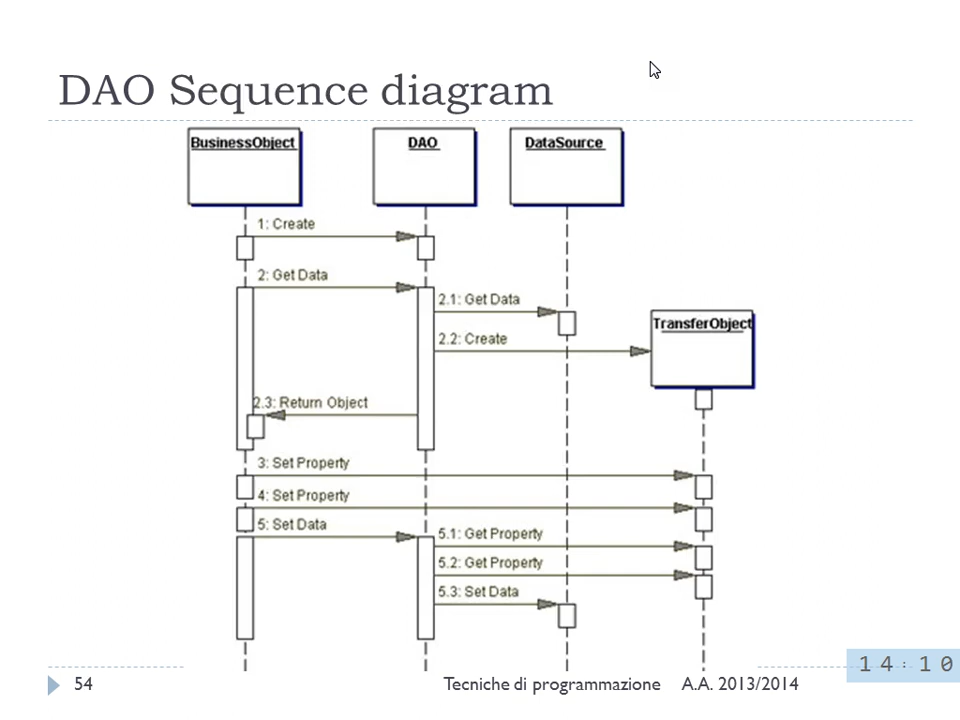 DAO Sequence diagram
BusinessObject
DAO
DataSource
1: Create
2: Get Data
2.1: Get Data
TransferObject
2.2: Create
2.3: Return Object
3: Set Property
4: Set Property
5: Set Data
5.1: Get Property
5.2: Get Property
5.3: Set Data
14:10
54
Tecniche di programmazione A.A. 2013/2014